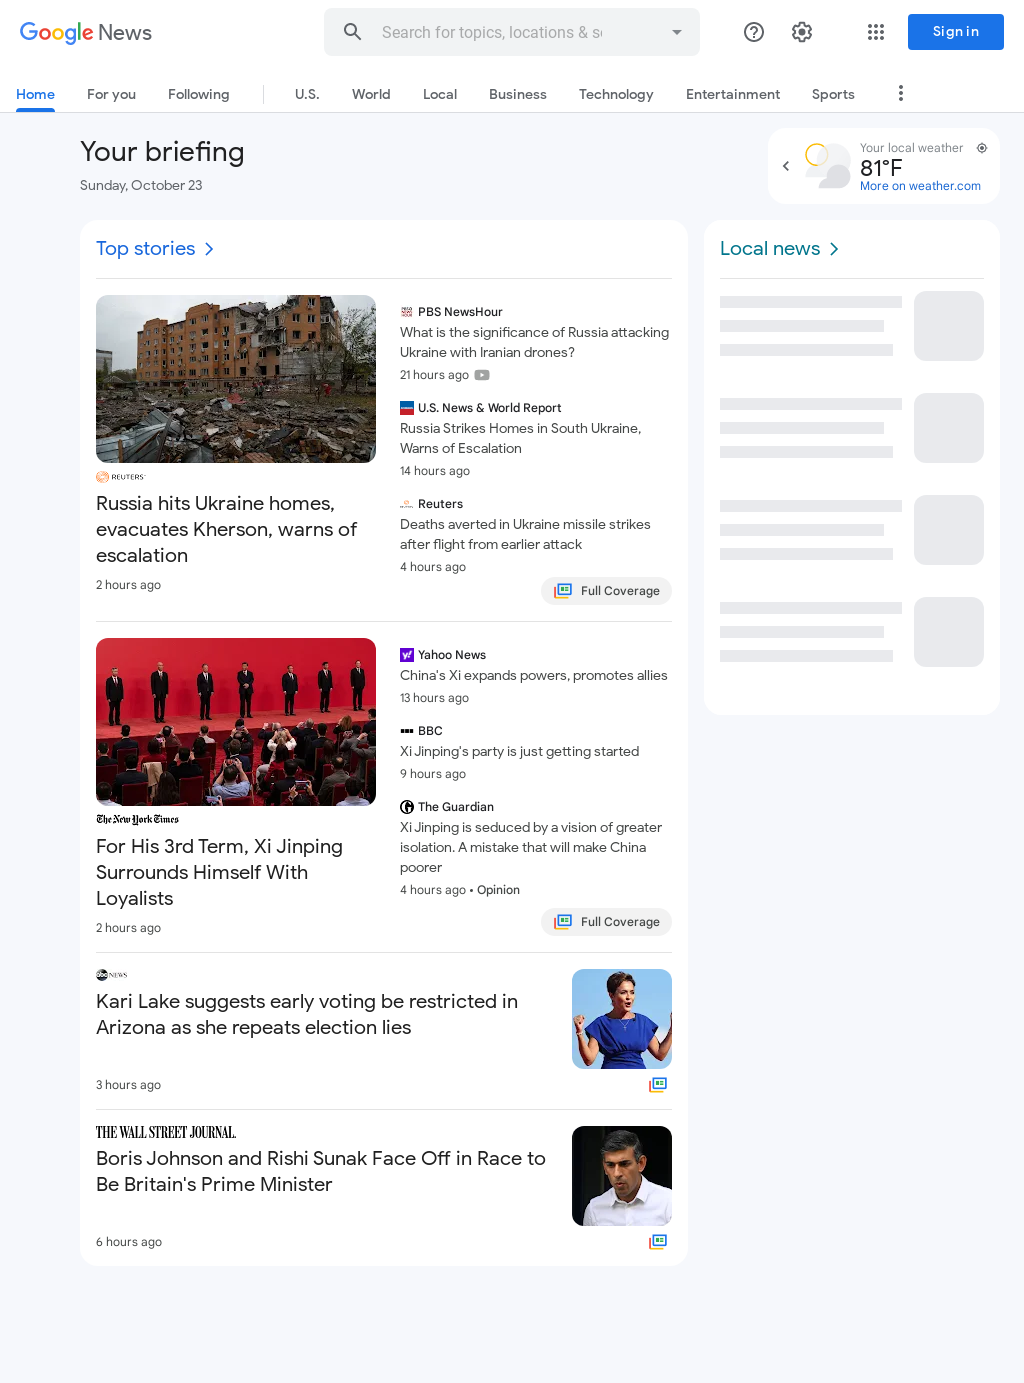 Google News
Search for topics, locations & so
Sign in
Home For you Following U.S. World Local Business Technology Entertainment Sports
Your briefing
Sunday, October 23
Your local weather
81°F
More on weather.com
Top stories
REUTERS
Russia hits Ukraine homes,
evacuates Kherson, warns of
escalation
2 hours ago
PBS NewsHour
What is the significance of Russia attacking
Ukraine with Iranian drones?
21 hours ago
U.S. News & World Report
Russia Strikes Homes in South Ukraine,
Warns of Escalation
14 hours ago
Reuters
Deaths averted in Ukraine missile strikes
after flight from earlier attack
4 hours ago
Full Coverage
The New York Times
For His 3rd Term, Xi Jinping
Surrounds Himself With
Loyalists
2 hours ago
Yahoo News
China's Xi expands powers, promotes allies
13 hours ago
BBC
Xi Jinping's party is just getting started
9 hours ago
The Guardian
Xi Jinping is seduced by a vision of greater
isolation. A mistake that will make China
poorer
4 hours ago • Opinion
Full Coverage
abc NEWS
Kari Lake suggests early voting be restricted in
Arizona as she repeats election lies
3 hours ago
THE WALL STREET JOURNAL.
Boris Johnson and Rishi Sunak Face Off in Race to
Be Britain's Prime Minister
6 hours ago
Local news